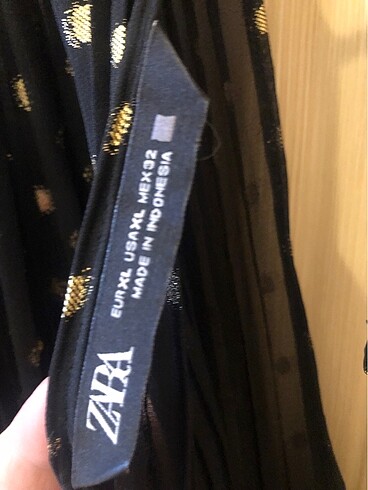 ZARA
EUR XL USA XL MEX 32
MADE IN INDONESIA